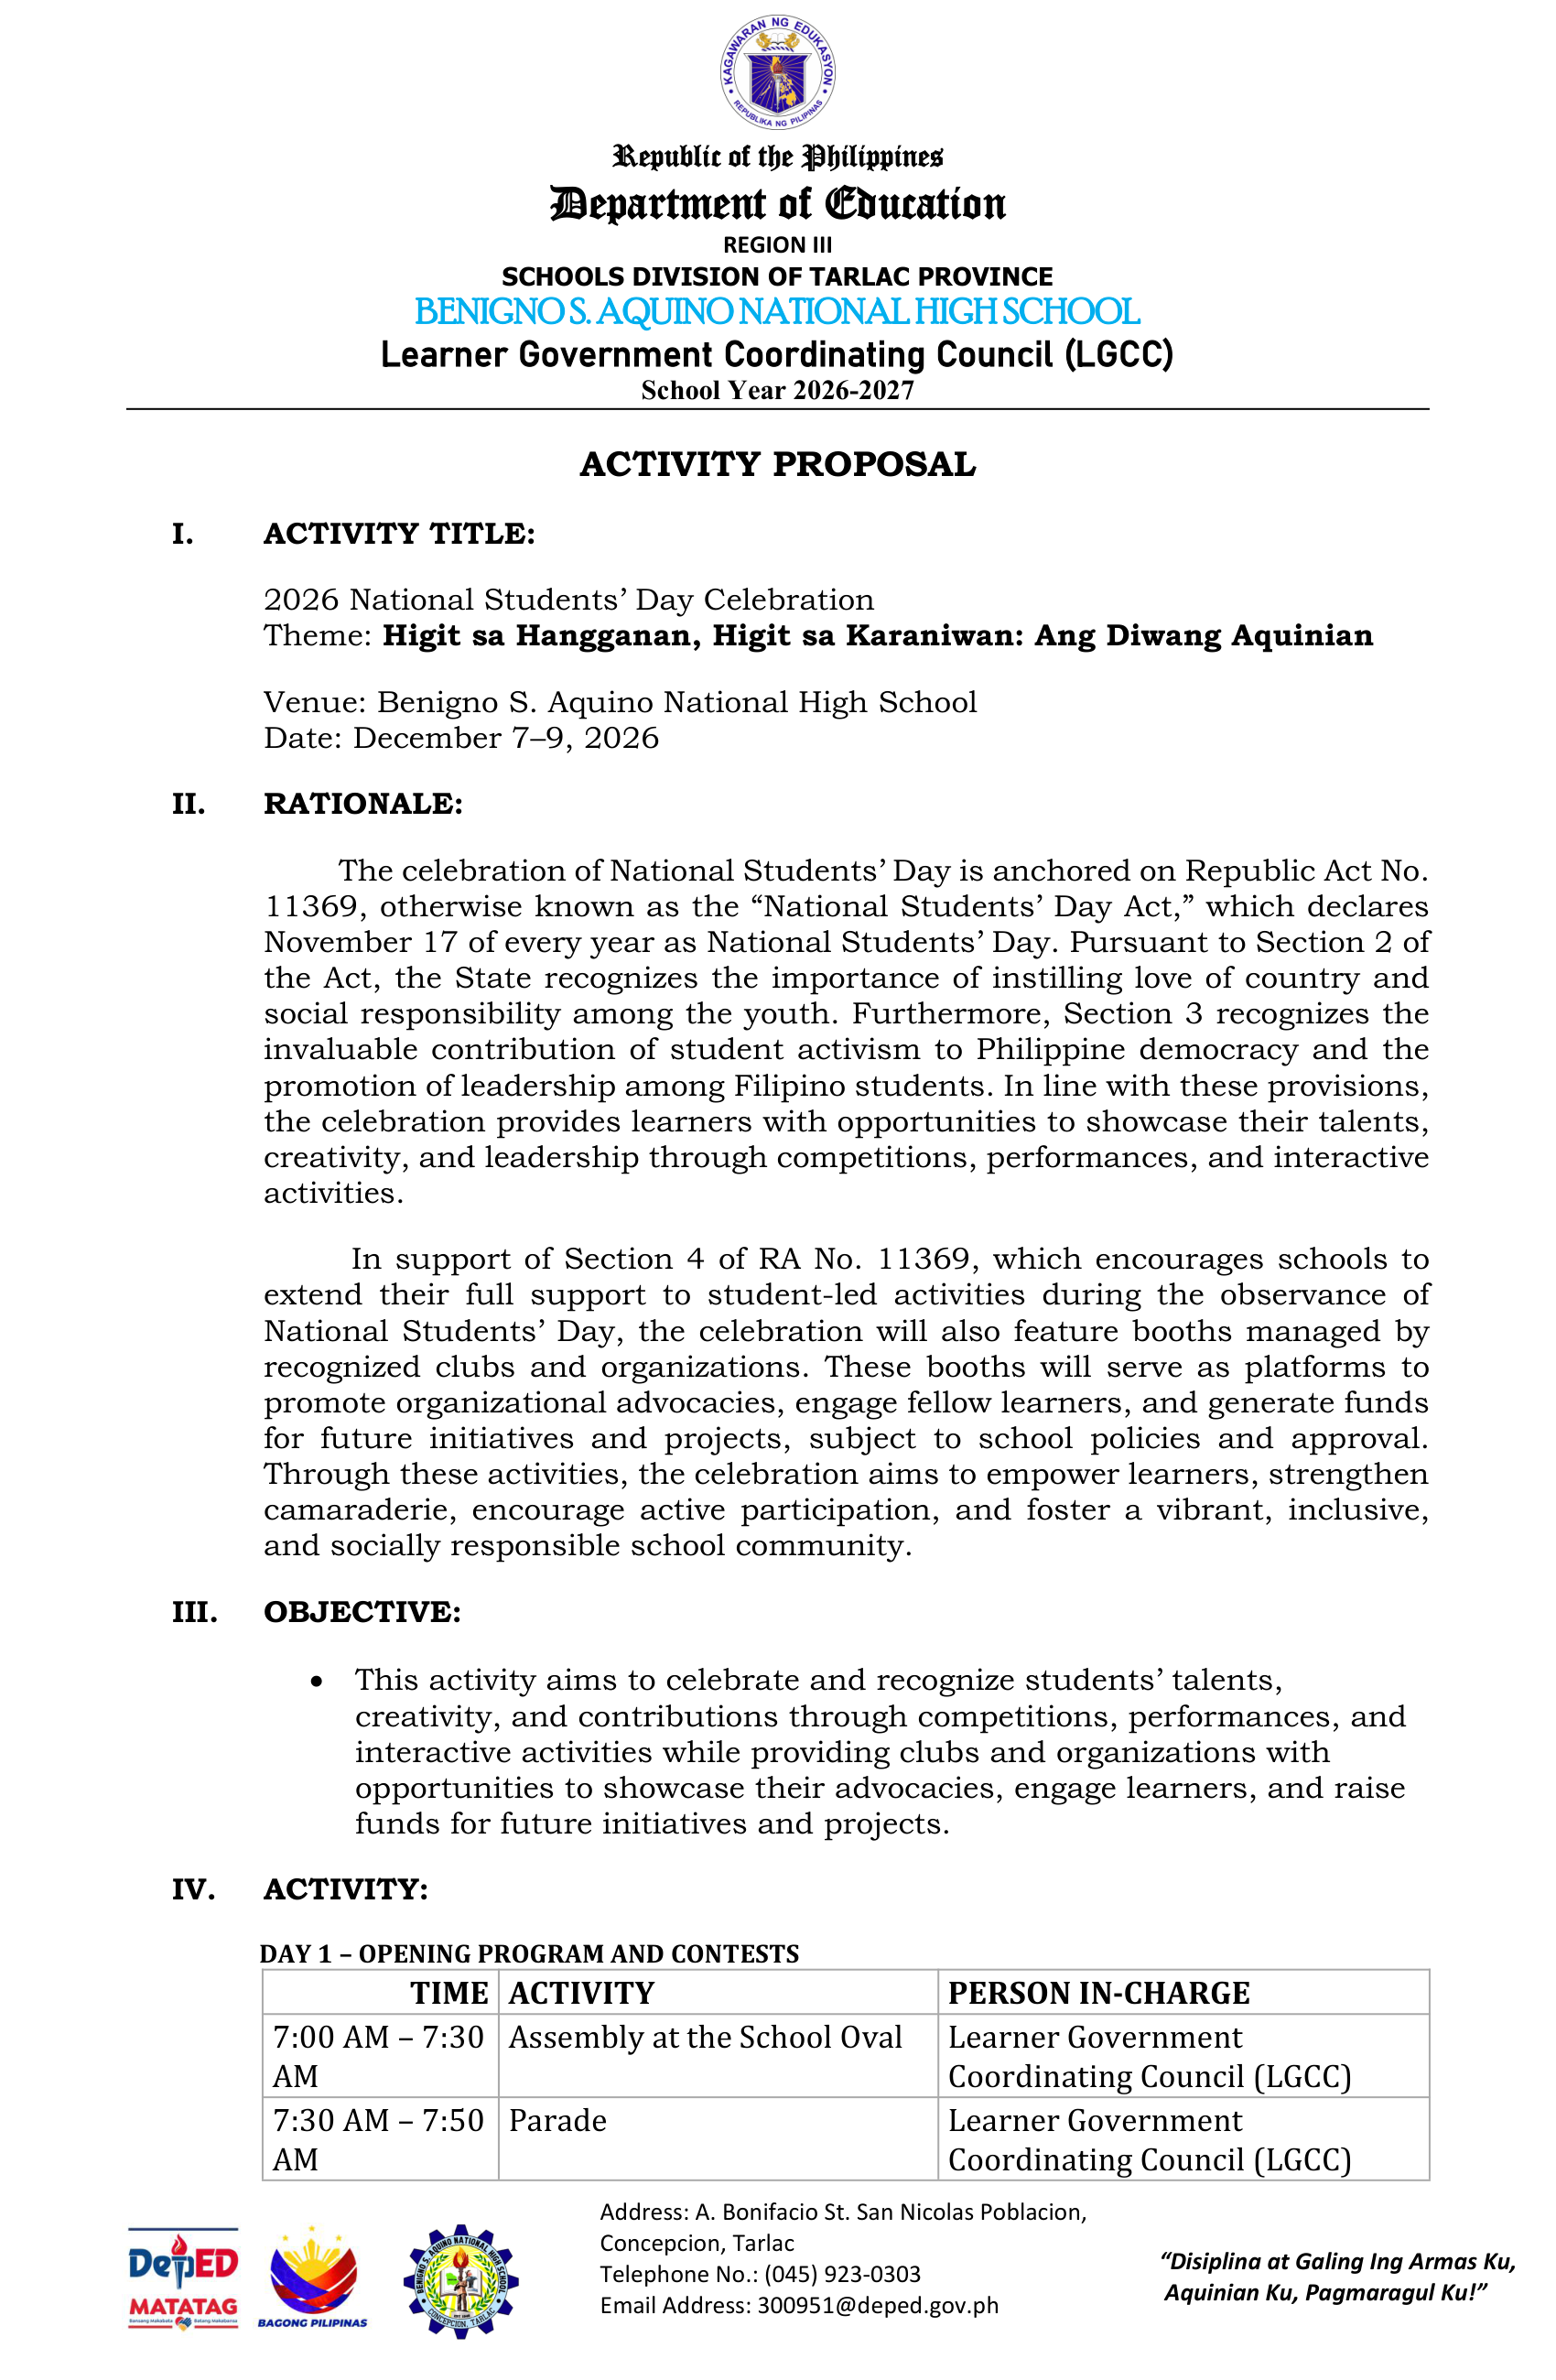 KAGAWARAN NG EDUKASYON
REPUBLIKA NG PILIPINAS
Republic of the Philippines
Department of Education
REGION III
SCHOOLS DIVISION OF TARLAC PROVINCE
BENIGNO S. AQUINO NATIONAL HIGH SCHOOL
Learner Government Coordinating Council (LGCC)
School Year 2026-2027
ACTIVITY PROPOSAL
I. ACTIVITY TITLE:
2026 National Students’ Day Celebration
Theme: Higit sa Hangganan, Higit sa Karaniwan: Ang Diwang Aquinian
Venue: Benigno S. Aquino National High School
Date: December 7–9, 2026
II. RATIONALE:
The celebration of National Students’ Day is anchored on Republic Act No.
11369, otherwise known as the “National Students’ Day Act,” which declares
November 17 of every year as National Students’ Day. Pursuant to Section 2 of
the Act, the State recognizes the importance of instilling love of country and
social responsibility among the youth. Furthermore, Section 3 recognizes the
invaluable contribution of student activism to Philippine democracy and the
promotion of leadership among Filipino students. In line with these provisions,
the celebration provides learners with opportunities to showcase their talents,
creativity, and leadership through competitions, performances, and interactive
activities.
In support of Section 4 of RA No. 11369, which encourages schools to
extend their full support to student-led activities during the observance of
National Students’ Day, the celebration will also feature booths managed by
recognized clubs and organizations. These booths will serve as platforms to
promote organizational advocacies, engage fellow learners, and generate funds
for future initiatives and projects, subject to school policies and approval.
Through these activities, the celebration aims to empower learners, strengthen
camaraderie, encourage active participation, and foster a vibrant, inclusive,
and socially responsible school community.
III. OBJECTIVE:
• This activity aims to celebrate and recognize students’ talents,
creativity, and contributions through competitions, performances, and
interactive activities while providing clubs and organizations with
opportunities to showcase their advocacies, engage learners, and raise
funds for future initiatives and projects.
IV. ACTIVITY:
DAY 1 – OPENING PROGRAM AND CONTESTS
TIME ACTIVITY PERSON IN-CHARGE
7:00 AM – 7:30 Assembly at the School Oval Learner Government
AM Coordinating Council (LGCC)
7:30 AM – 7:50 Parade Learner Government
AM Coordinating Council (LGCC)
DepED
MATATAG
BAGONG PILIPINAS
BENIGNO S. AQUINO NATIONAL HIGH SCHOOL
CONCEPCION, TARLAC
Address: A. Bonifacio St. San Nicolas Poblacion,
Concepcion, Tarlac
Telephone No.: (045) 923-0303
Email Address: 300951@deped.gov.ph
“Disiplina at Galing Ing Armas Ku,
Aquinian Ku, Pagmaragul Ku!”